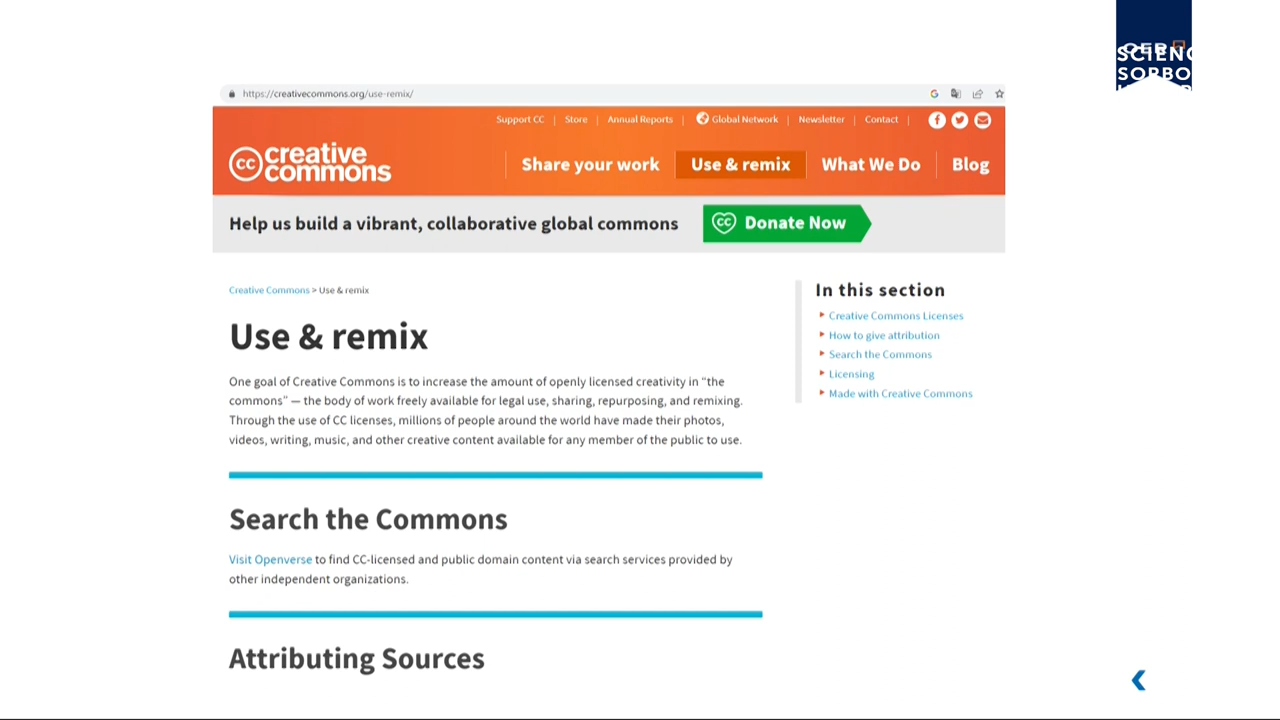 SCIENC
SORBO
https://creativecommons.org/use-remix/
Support CC | Store | Annual Reports | Global Network | Newsletter | Contact |
cc creative commons
Share your work
Use & remix
What We Do
Blog
Help us build a vibrant, collaborative global commons
cc Donate Now
Creative Commons > Use & remix
Use & remix
One goal of Creative Commons is to increase the amount of openly licensed creativity in “the
commons” — the body of work freely available for legal use, sharing, repurposing, and remixing.
Through the use of CC licenses, millions of people around the world have made their photos,
videos, writing, music, and other creative content available for any member of the public to use.
Search the Commons
Visit Openverse to find CC-licensed and public domain content via search services provided by
other independent organizations.
Attributing Sources
In this section
Creative Commons Licenses
How to give attribution
Search the Commons
Licensing
Made with Creative Commons